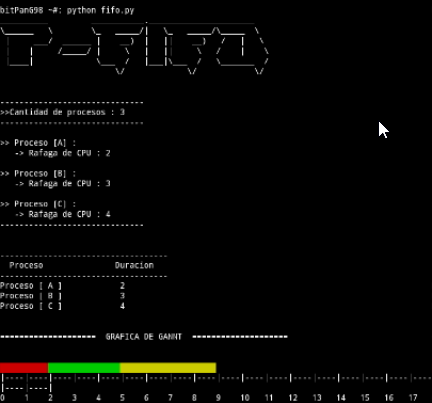 bitPanG98 ~#: python fifo.py
P-FIFO
>>Cantidad de procesos : 3
>> Proceso [A] :
-> Rafaga de CPU : 2
>> Proceso [B] :
-> Rafaga de CPU : 3
>> Proceso [C] :
-> Rafaga de CPU : 4
Proceso Duracion
Proceso [ A ] 2
Proceso [ B ] 3
Proceso [ C ] 4
GRAFICA DE GANNT
0 1 2 3 4 5 6 7 8 9 10 11 12 13 14 15 16 17